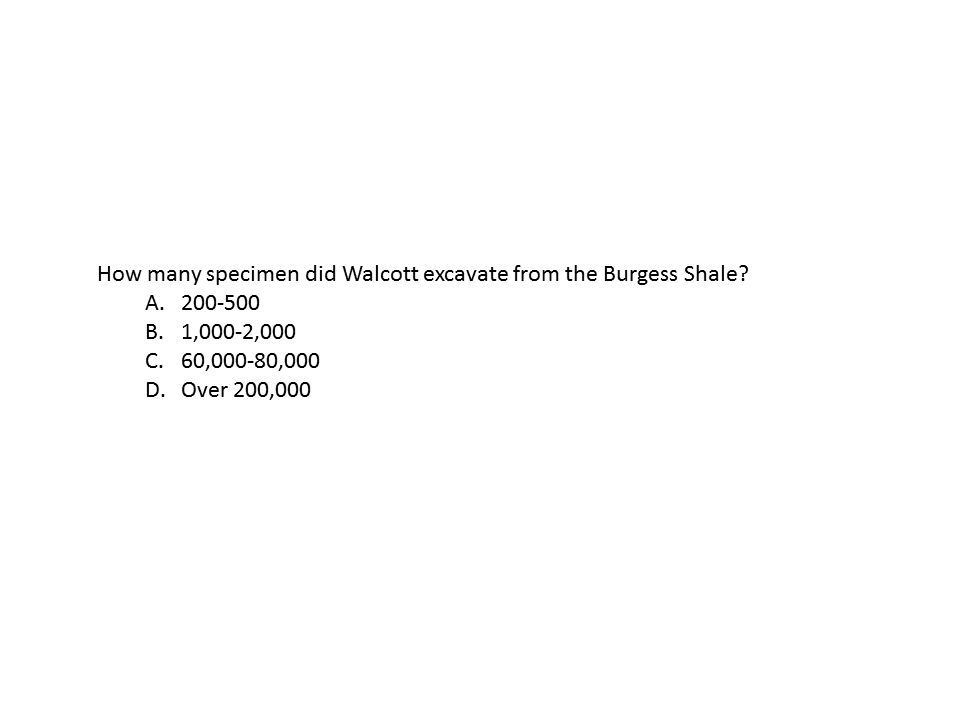 How many specimen did Walcott excavate from the Burgess Shale?
A. 200-500
B. 1,000-2,000
C. 60,000-80,000
D. Over 200,000